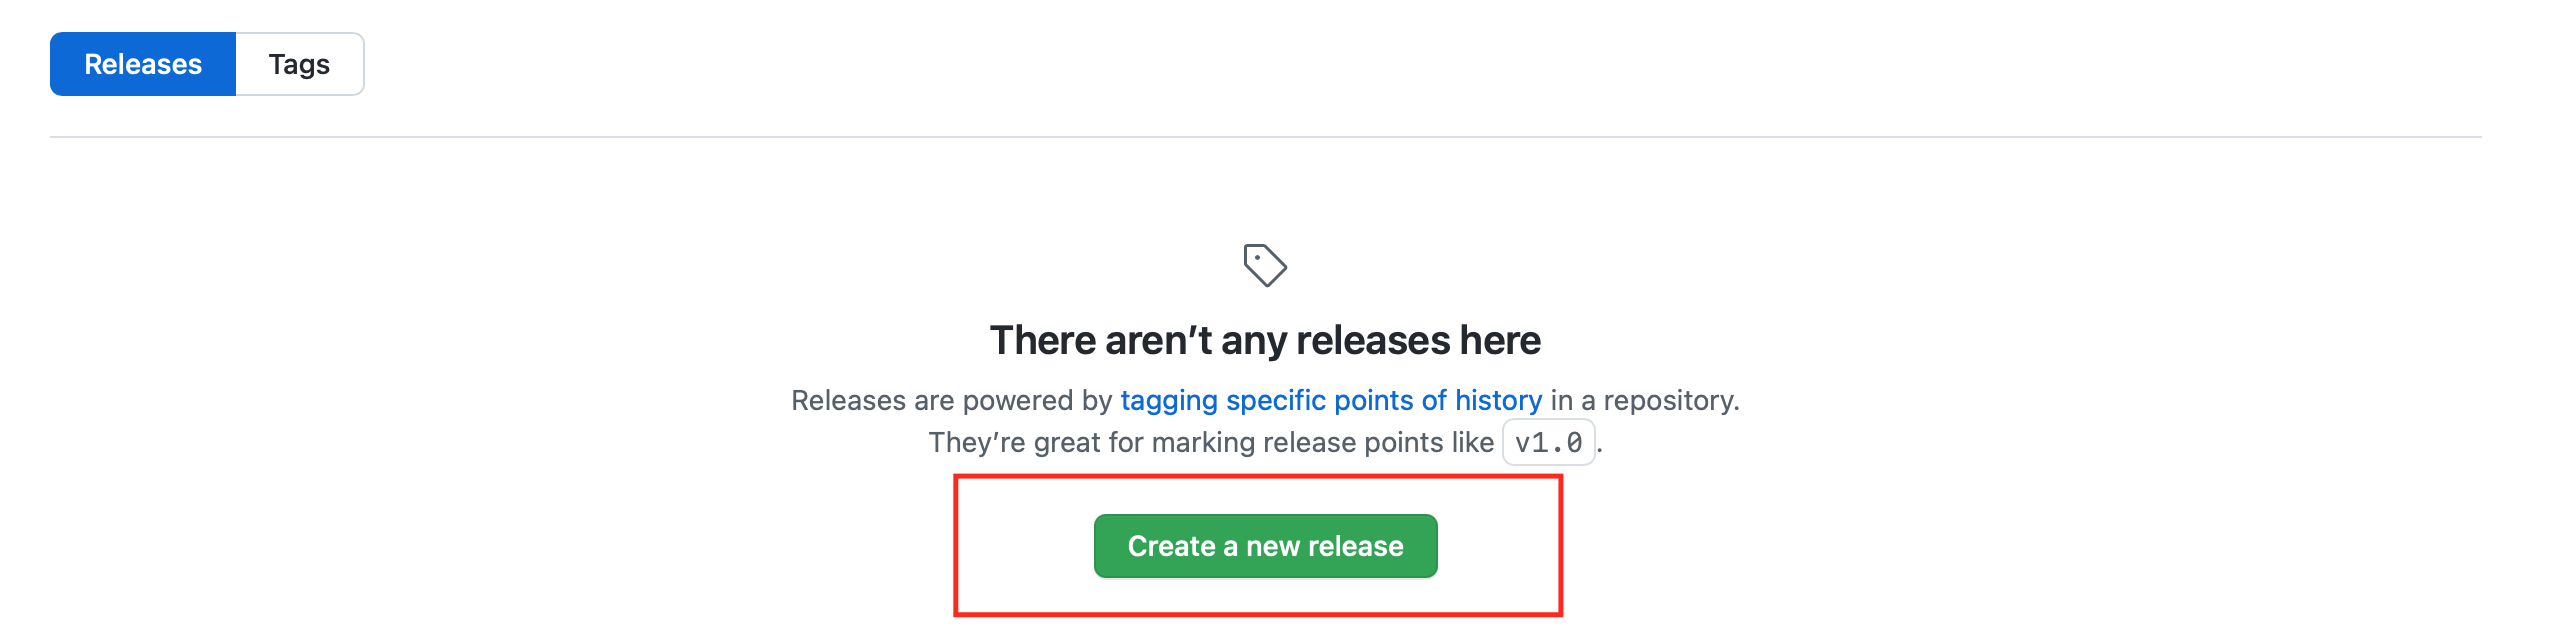 Releases Tags
There aren’t any releases here
Releases are powered by tagging specific points of history in a repository.
They’re great for marking release points like v1.0.
Create a new release